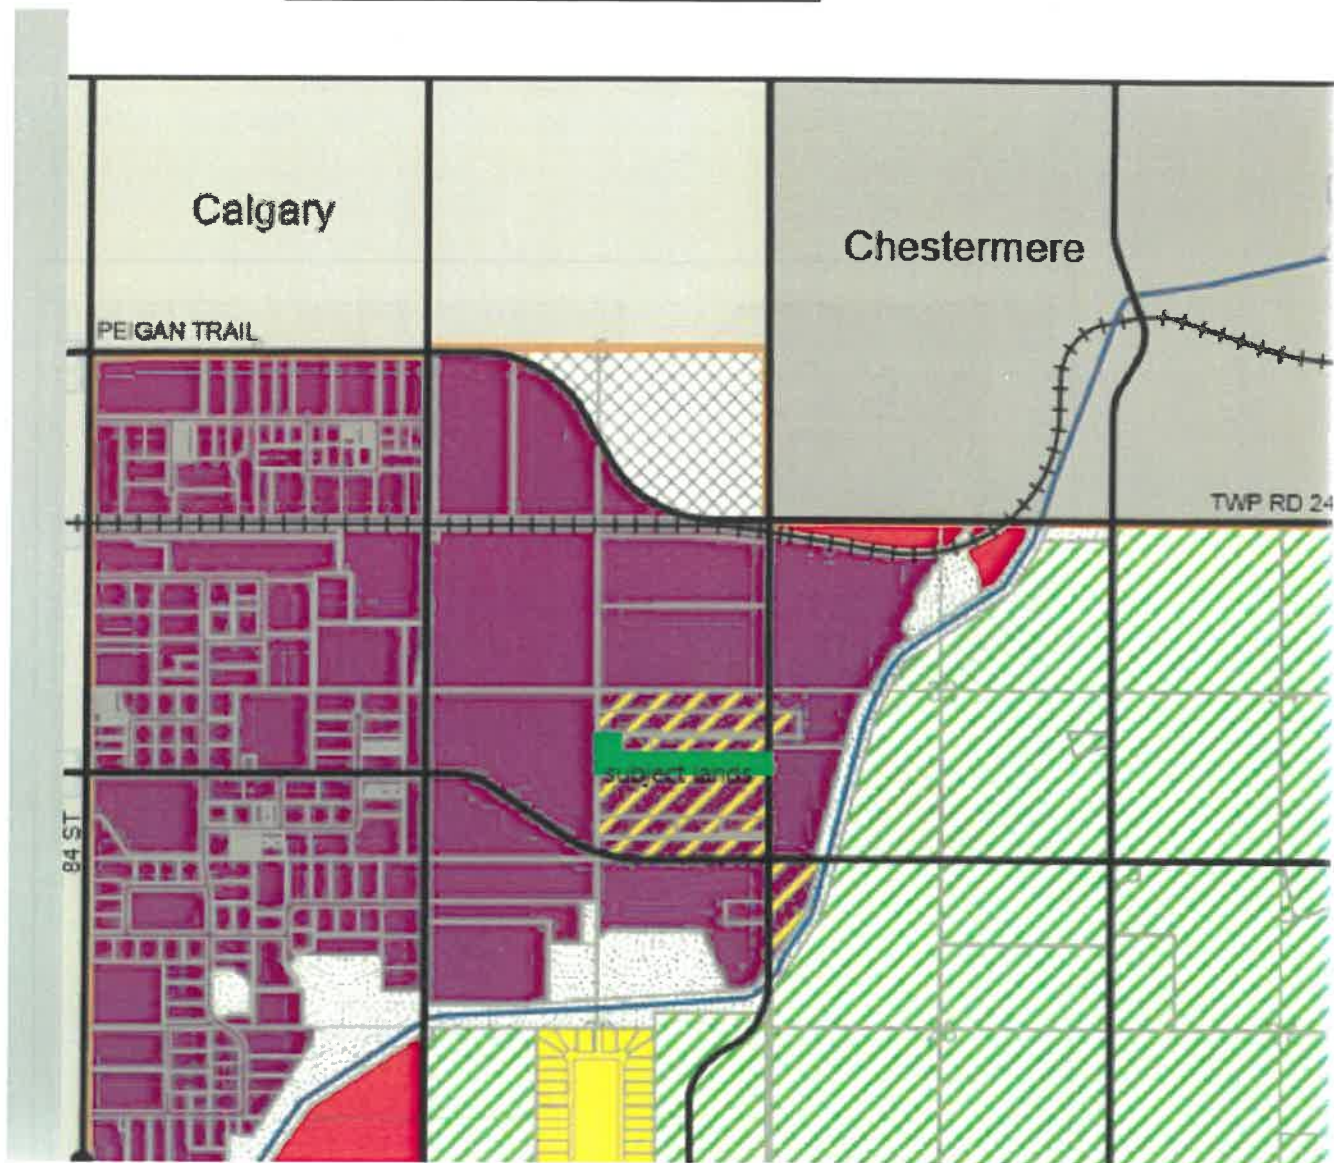 Calgary
Chestermere
PEIGAN TRAIL
TWP RD 24
subject lands
84 ST